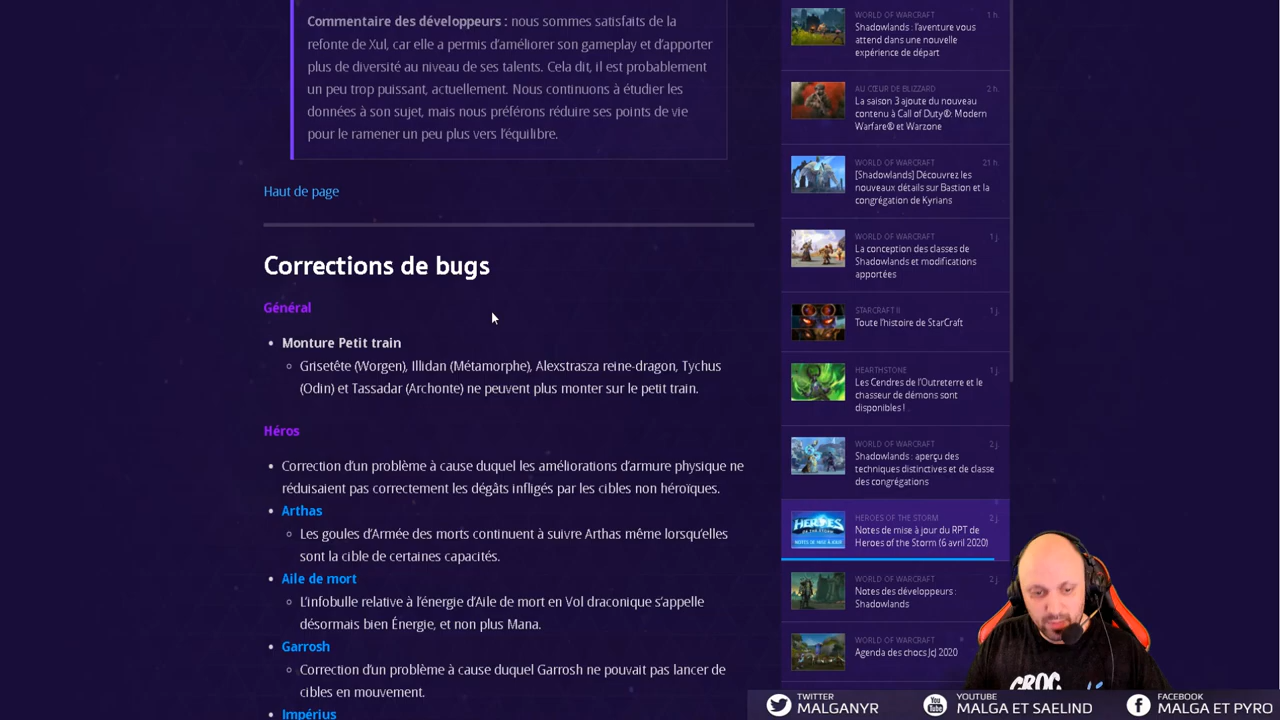 Commentaire des développeurs : nous sommes satisfaits de la
refonte de Xul, car elle a permis d'améliorer son gameplay et d'apporter
plus de diversité au niveau de ses talents. Cela dit, il est probablement
un peu trop puissant, actuellement. Nous continuons à étudier les
données à son sujet, mais nous préférons réduire ses points de vie
pour le ramener un peu plus vers l'équilibre.
Haut de page
Corrections de bugs
Général
• Monture Petit train
Grisetête (Worgen), Illidan (Métamorphe), Alexstrasza reine-dragon, Tychus
(Odin) et Tassadar (Archonte) ne peuvent plus monter sur le petit train.
Héros
• Correction d'un problème à cause duquel les améliorations d'armure physique ne
réduisaient pas correctement les dégâts infligés par les cibles non héroïques.
• Arthas
Les goules d'Armée des morts continuent à suivre Arthas même lorsqu'elles
sont la cible de certaines capacités.
• Aile de mort
L'infobulle relative à l'énergie d'Aile de mort en Vol draconique s'appelle
désormais bien Énergie, et non plus Mana.
• Garrosh
Correction d'un problème à cause duquel Garrosh ne pouvait pas lancer de
cibles en mouvement.
• Impérius
WORLD OF WARCRAFT 1 h.
Shadowlands : l'aventure vous
attend dans une nouvelle
expérience de départ
AU CŒUR DE BLIZZARD 2 h.
La saison 3 ajoute du nouveau
contenu à Call of Duty®: Modern
Warfare® et Warzone
WORLD OF WARCRAFT 21 h.
[Shadowlands] Découvrez les
nouveaux détails sur Bastion et la
congrégation de Kyrians
WORLD OF WARCRAFT 1 j.
La conception des classes de
Shadowlands et modifications
apportées
STARCRAFT II 1 j.
Toute l'histoire de StarCraft
HEARTHSTONE 1 j.
Les Cendres de l'Outreterre et le
chasseur de démons sont
disponibles !
WORLD OF WARCRAFT 2 j.
Shadowlands : aperçu des
techniques distinctives et de classe
des congrégations
HEROES OF THE STORM 2 j.
Notes de mise à jour du RPT de
Heroes of the Storm (6 avril 2020)
HEROES
NOTES DE MISE À JOUR
WORLD OF WARCRAFT 2 j.
Notes des développeurs :
Shadowlands
WORLD OF WARCRAFT
Agenda des chocs JcJ 2020
CROC
TWITTER
MALGANYR
YOUTUBE
MALGA ET SAELIND
FACEBOOK
MALGA ET PYRO